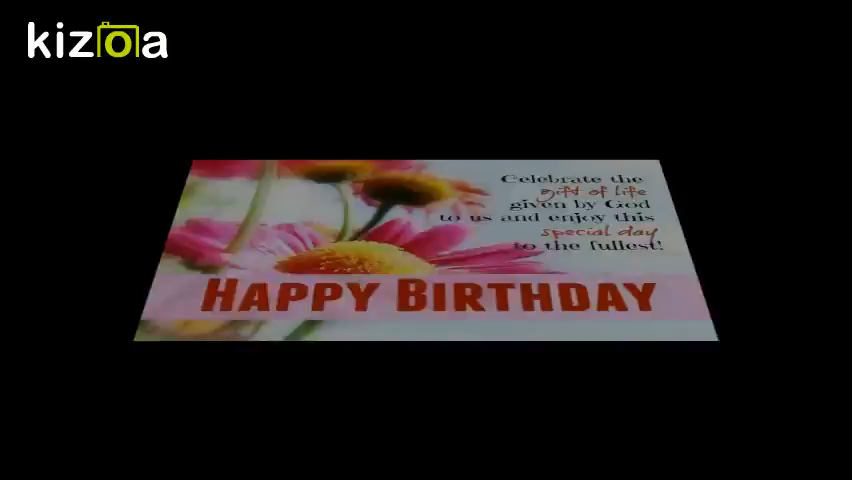 kizoa
Celebrate the
gift of life
given by God
to us and enjoy this
special day
to the fullest!
HAPPY BIRTHDAY